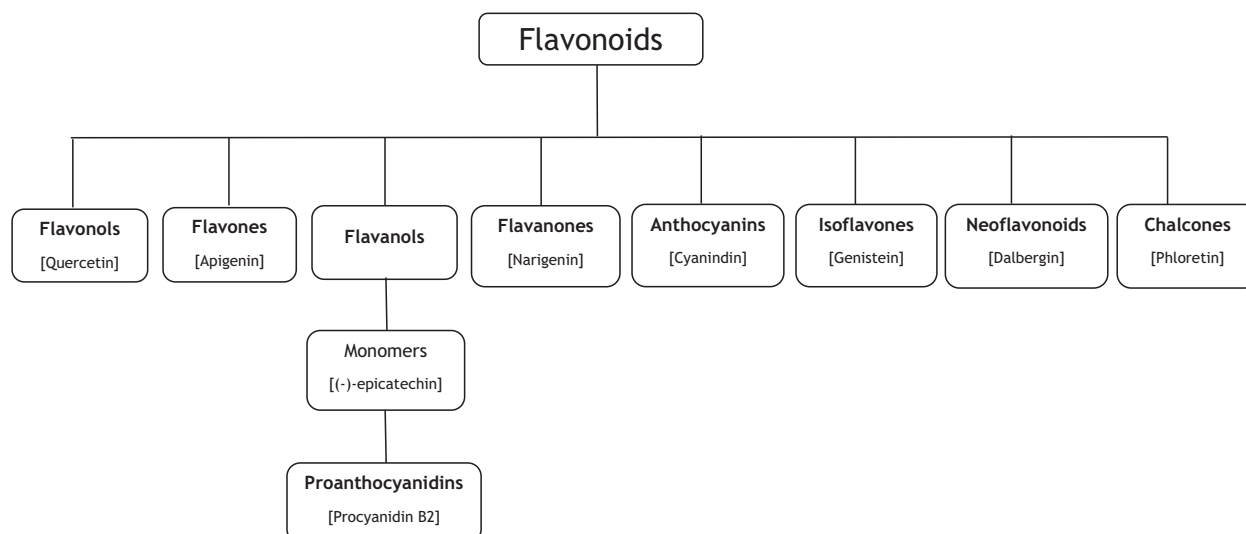 Flavonoids
Flavonols
[Quercetin]
Flavones
[Apigenin]
Flavanols
Flavanones
[Narigenin]
Anthocyanins
[Cyanindin]
Isoflavones
[Genistein]
Neoflavonoids
[Dalbergin]
Chalcones
[Phloretin]
Monomers
[(-)-epicatechin]
Proanthocyanidins
[Procyanidin B2]